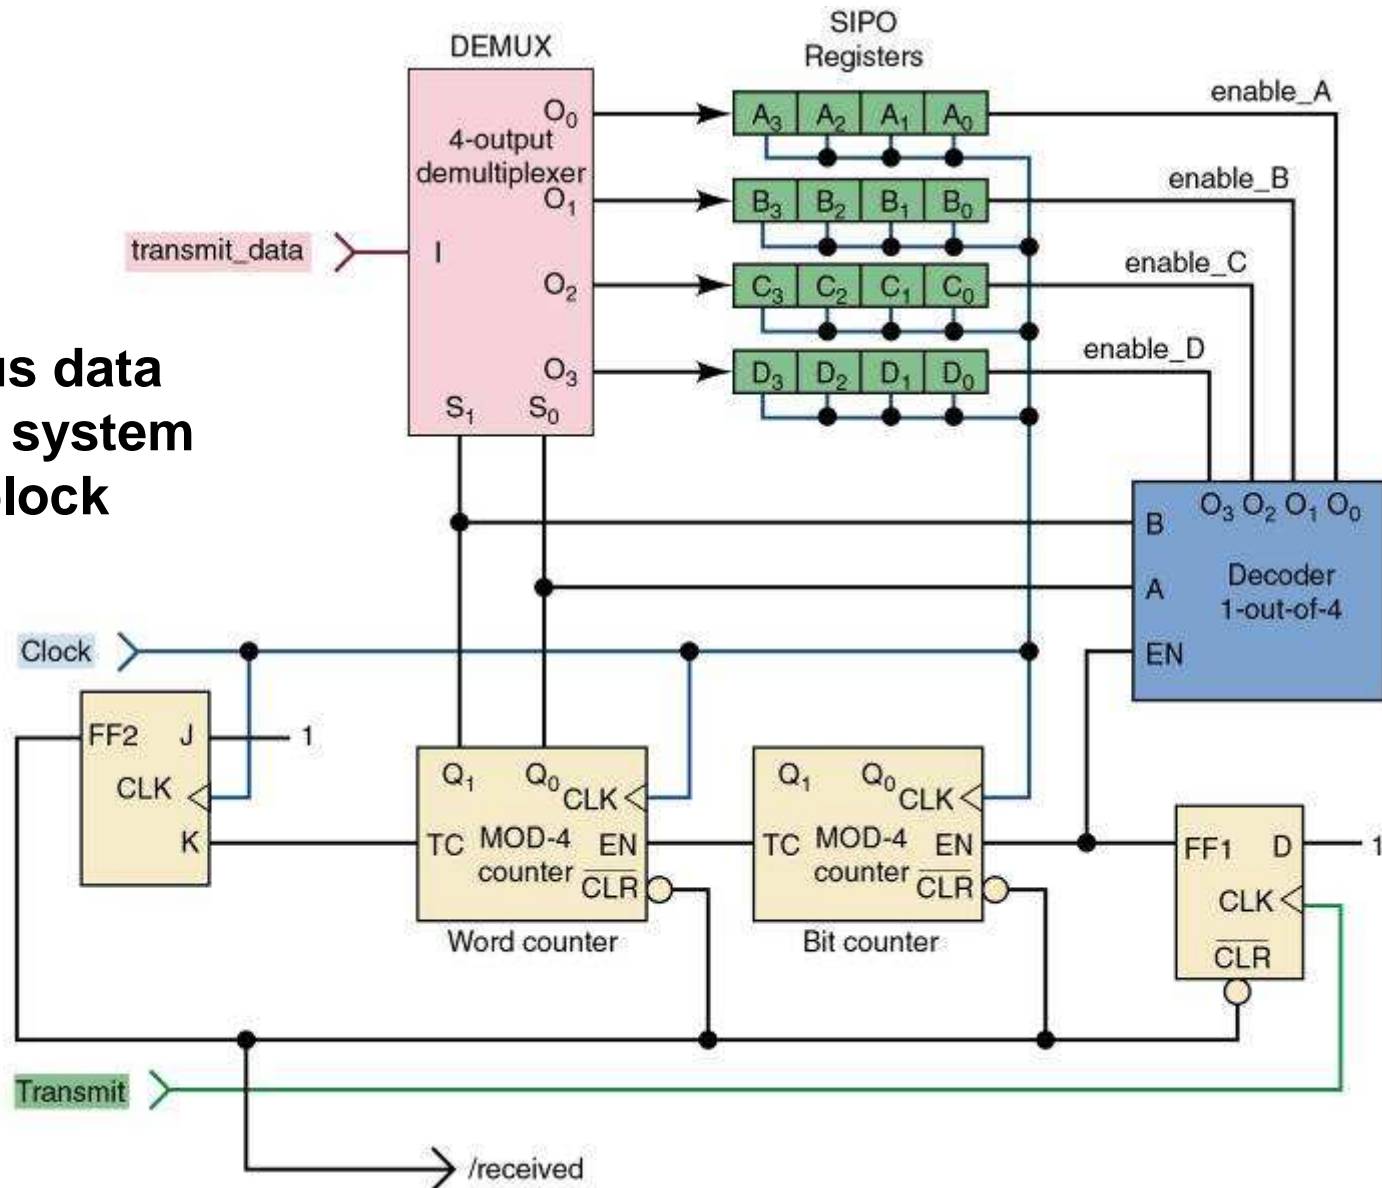 SIPO
Registers
DEMUX
4-output
demultiplexer
I
O₀
O₁
O₂
O₃
S₁ S₀
A₃ A₂ A₁ A₀
B₃ B₂ B₁ B₀
C₃ C₂ C₁ C₀
D₃ D₂ D₁ D₀
enable_A
enable_B
enable_C
enable_D
transmit_data
us data
system
lock
O₃ O₂ O₁ O₀
B
A
EN
Decoder
1-out-of-4
Clock
FF2 J 1
CLK
K
Q₁ Q₀
CLK
TC MOD-4 EN
counter
CLR
Word counter
Q₁ Q₀
CLK
TC MOD-4 EN
counter
CLR
Bit counter
FF1 D 1
CLK
CLR
Transmit
/received